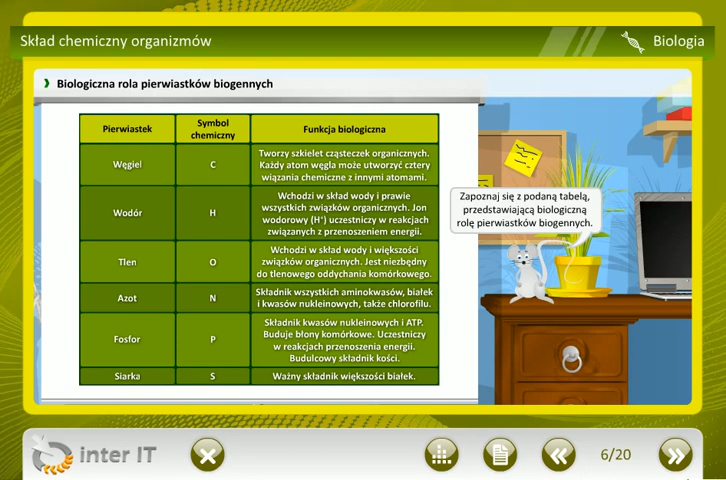 Skład chemiczny organizmów
Biologia
Biologiczna rola pierwiastków biogennych
Pierwiastek
Symbol
chemiczny
Funkcja biologiczna
Węgiel
C
Tworzy szkielet cząsteczek organicznych.
Każdy atom węgla może utworzyć cztery
wiązania chemiczne z innymi atomami.
Wodór
H
Wchodzi w skład wody i prawie
wszystkich związków organicznych. Jon
wodorowy (H⁺) uczestniczy w reakcjach
związanych z przenoszeniem energii.
Tlen
O
Wchodzi w skład wody i większości
związków organicznych. Jest niezbędny
do tlenowego oddychania komórkowego.
Azot
N
Składnik wszystkich aminokwasów, białek
i kwasów nukleinowych, także chlorofilu.
Fosfor
P
Składnik kwasów nukleinowych i ATP.
Buduje błony komórkowe. Uczestniczy
w reakcjach przenoszenia energii.
Budulcowy składnik kości.
Siarka
S
Ważny składnik większości białek.
Zapoznaj się z podaną tabelą,
przedstawiającą biologiczną
rolę pierwiastków biogennych.
inter IT
6/20